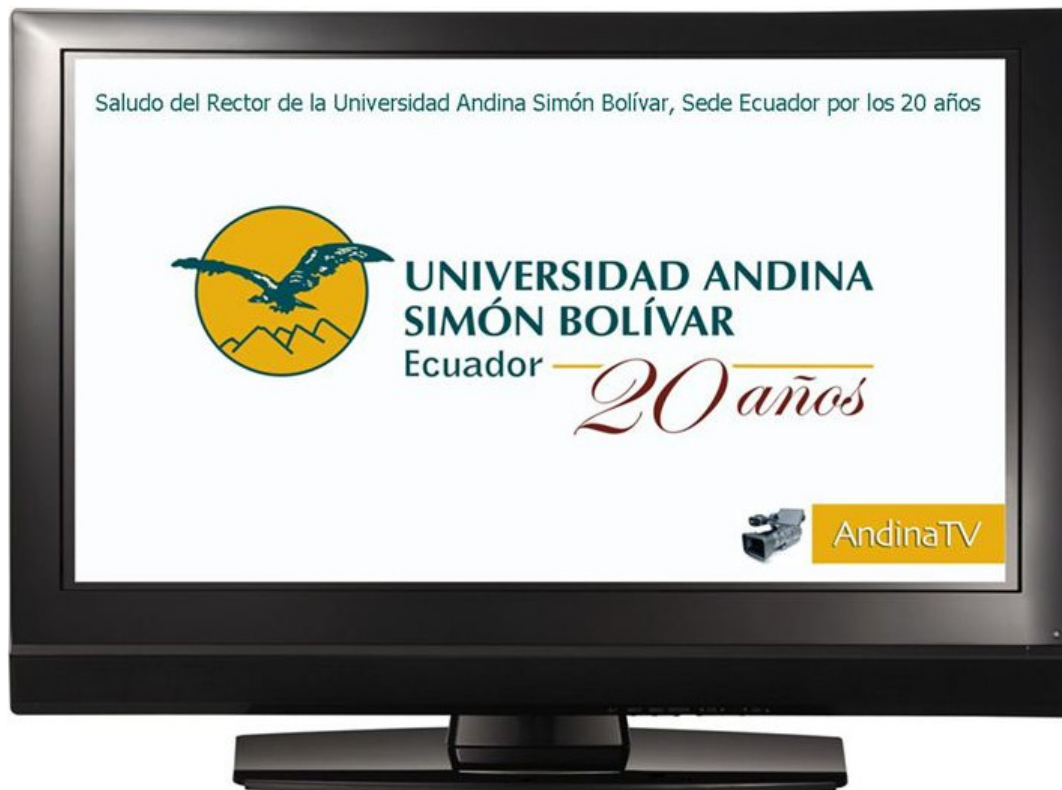 Saludo del Rector de la Universidad Andina Simón Bolívar, Sede Ecuador por los 20 años
UNIVERSIDAD ANDINA
SIMÓN BOLÍVAR
Ecuador
20 años
AndinaTV